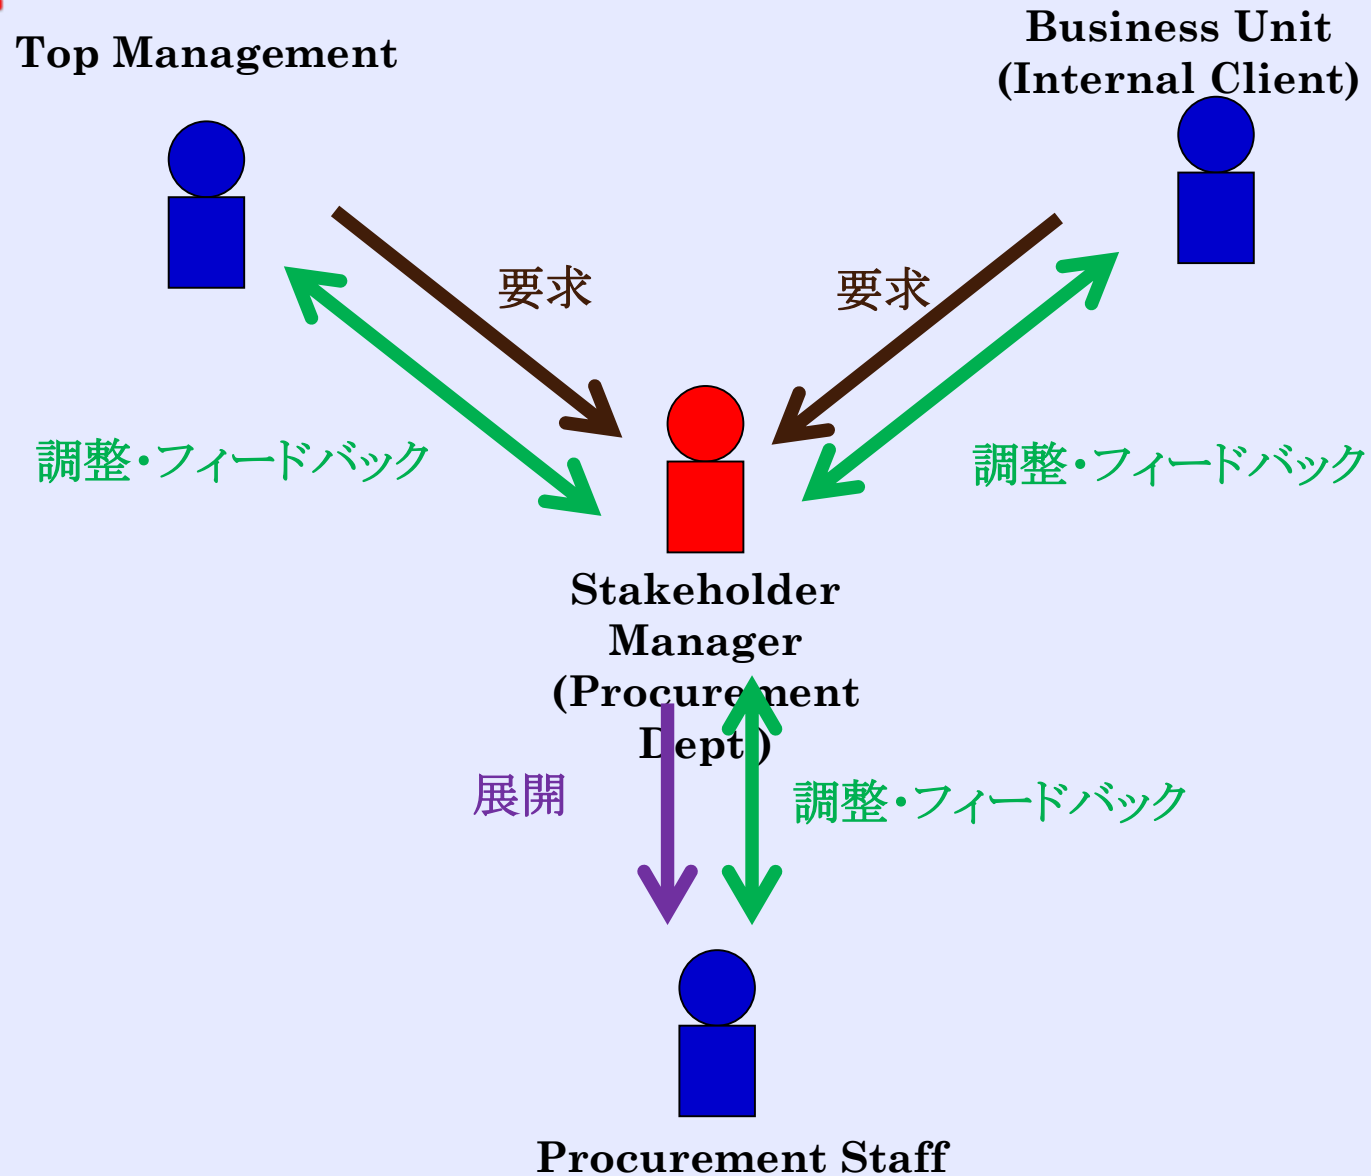 Top Management
Business Unit
(Internal Client)
要求
要求
調整・フィードバック
調整・フィードバック
Stakeholder
Manager
(Procurement
Dept.)
展開
調整・フィードバック
Procurement Staff